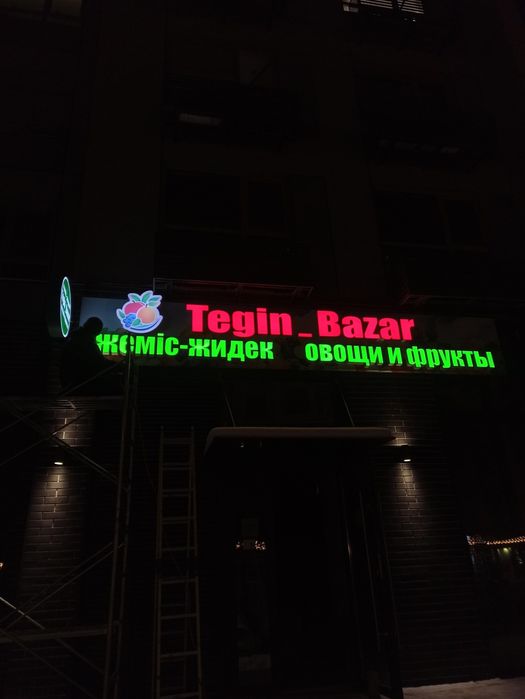 Tegin_Bazar
жеміс-жидек овощи и фрукты